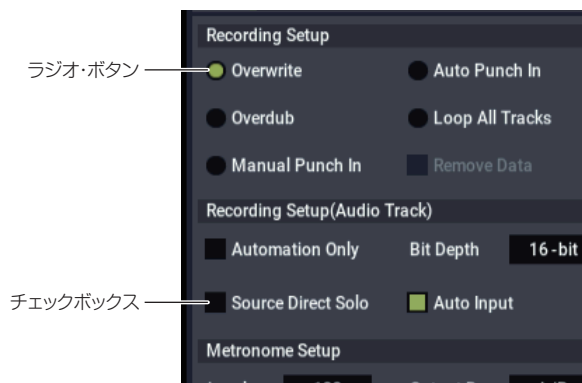 Recording Setup
ラジオ・ボタン
Overwrite
Auto Punch In
Overdub
Loop All Tracks
Manual Punch In
Remove Data
Recording Setup(Audio Track)
Automation Only
Bit Depth
16-bit
チェックボックス
Source Direct Solo
Auto Input
Metronome Setup